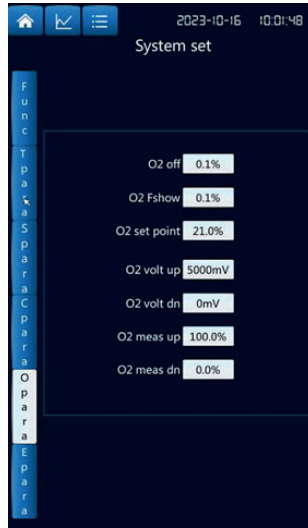 2023-10-16 10:01:48
System set
Func
Tpara
Spara
Cpara
Opara
Epara
O2 off 0.1%
O2 Fshow 0.1%
O2 set point 21.0%
O2 volt up 5000mV
O2 volt dn 0mV
O2 meas up 100.0%
O2 meas dn 0.0%